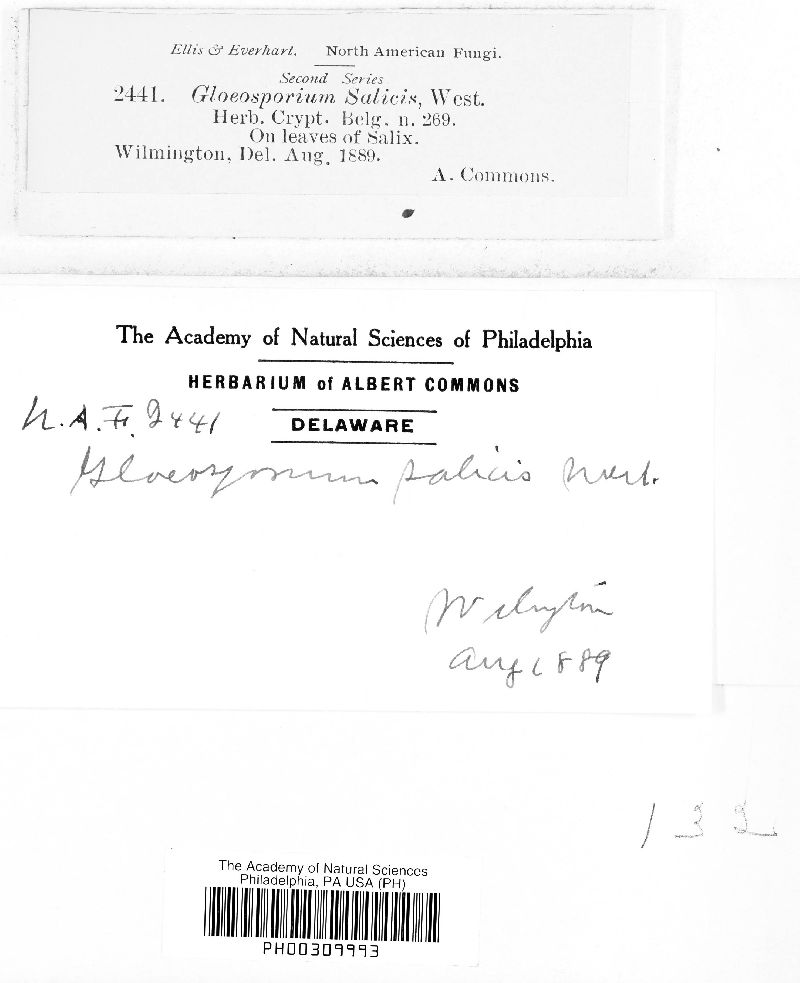 Ellis & Everhart. North American Fungi.
Second Series
2441. Gloeosporium Salicis, West.
Herb. Crypt. Belg. n. 269.
On leaves of Salix.
Wilmington, Del. Aug. 1889.
A. Commons.
The Academy of Natural Sciences of Philadelphia
HERBARIUM of ALBERT COMMONS
N. A. F. 2441
DELAWARE
Gloeosporium salicis West.
Wilmington
Aug 1889
132
The Academy of Natural Sciences
Philadelphia, PA USA (PH)
PH00309993